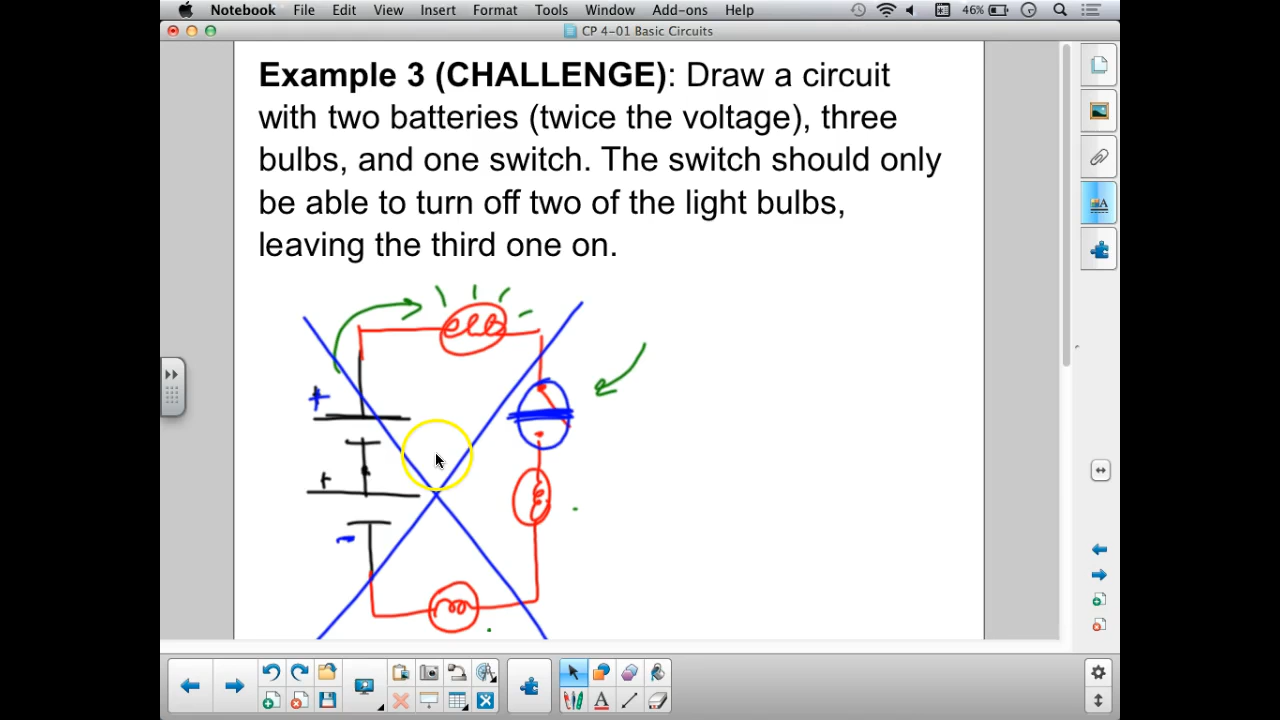 Notebook File Edit View Insert Format Tools Window Add-ons Help 46%
CP 4-01 Basic Circuits
Example 3 (CHALLENGE): Draw a circuit
with two batteries (twice the voltage), three
bulbs, and one switch. The switch should only
be able to turn off two of the light bulbs,
leaving the third one on.
+
+
-